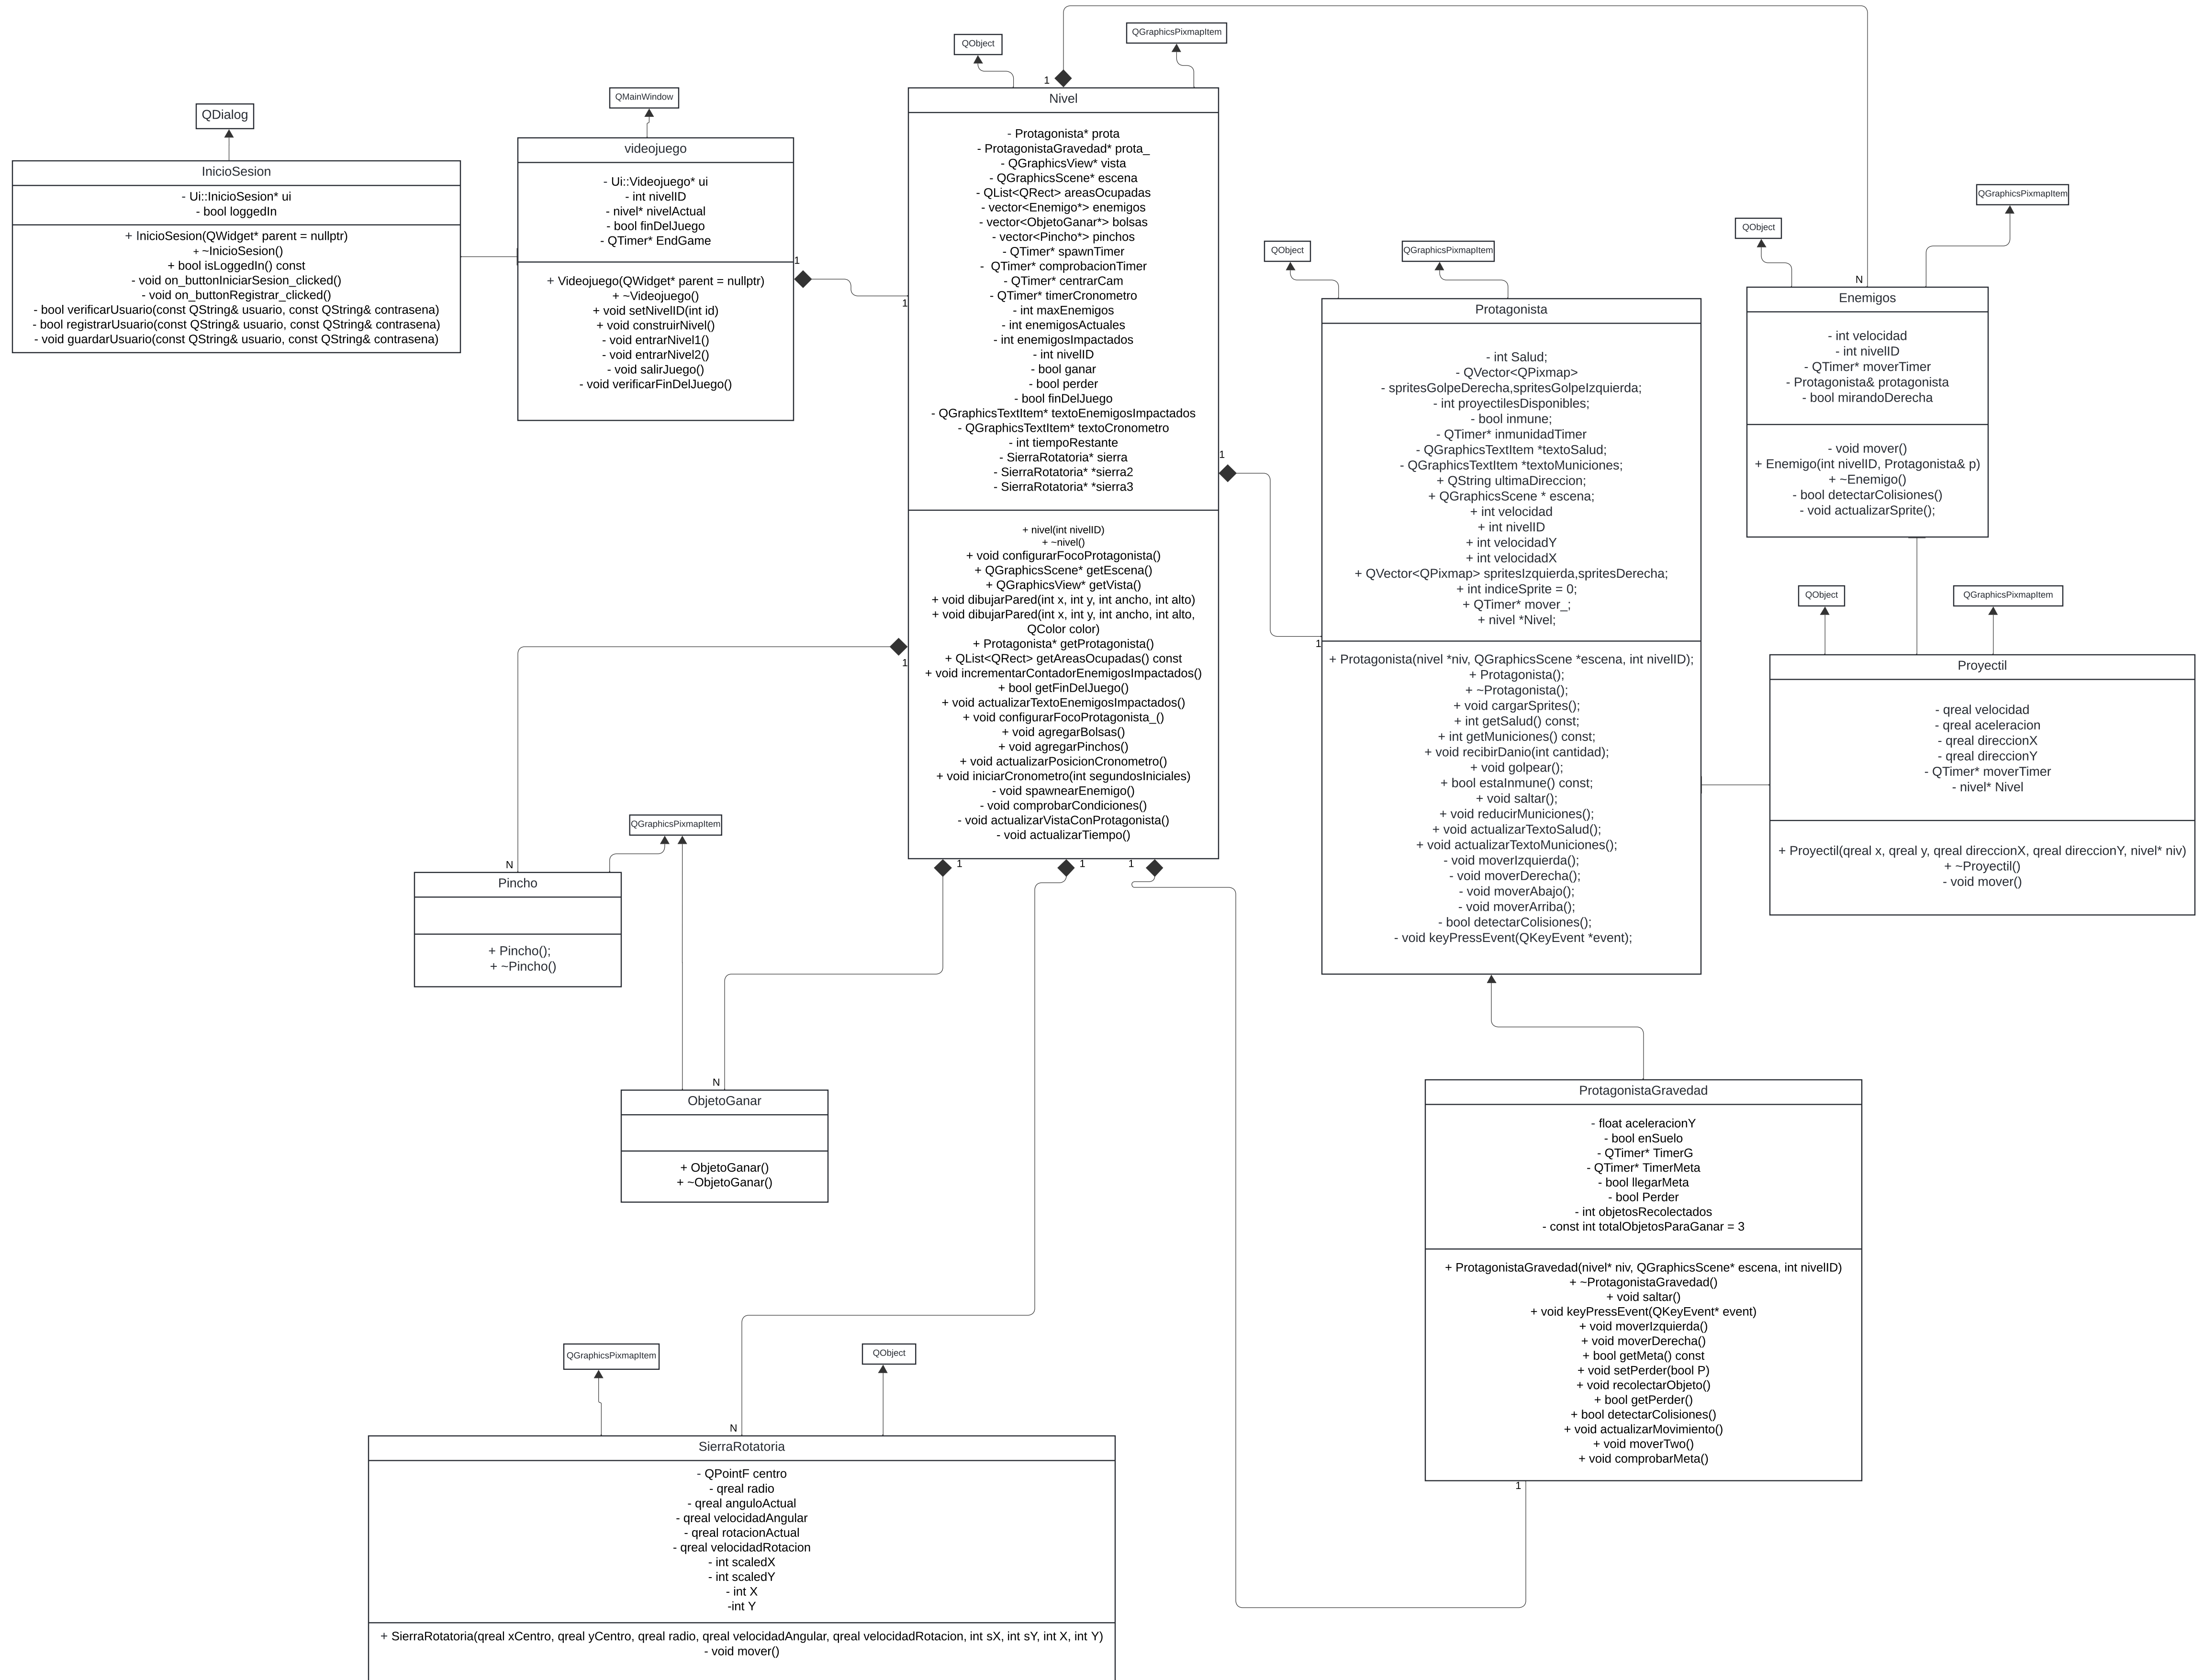 QDialog
InicioSesion
- Ui::InicioSesion* ui
- bool loggedIn
+ InicioSesion(QWidget* parent = nullptr)
+ ~InicioSesion()
+ bool isLoggedIn() const
- void on_buttonIniciarSesion_clicked()
- void on_buttonRegistrar_clicked()
- bool verificarUsuario(const QString& usuario, const QString& contrasena)
- bool registrarUsuario(const QString& usuario, const QString& contrasena)
- void guardarUsuario(const QString& usuario, const QString& contrasena)
QMainWindow
videojuego
- Ui::Videojuego* ui
- int nivelID
- nivel* nivelActual
- bool finDelJuego
- QTimer* EndGame
+ Videojuego(QWidget* parent = nullptr)
+ ~Videojuego()
+ void setNivelID(int id)
+ void construirNivel()
- void entrarNivel1()
- void entrarNivel2()
- void salirJuego()
- void verificarFinDelJuego()
1
1
QObject
QGraphicsPixmapItem
1
Nivel
- Protagonista* prota
- ProtagonistaGravedad* prota_
- QGraphicsView* vista
- QGraphicsScene* escena
- QList<QRect> areasOcupadas
- vector<Enemigo*> enemigos
- vector<ObjetoGanar*> bolsas
- vector<Pincho*> pinchos
- QTimer* spawnTimer
- QTimer* comprobacionTimer
- QTimer* centrarCam
- QTimer* timerCronometro
- int maxEnemigos
- int enemigosActuales
- int enemigosImpactados
- int nivelID
- bool ganar
- bool perder
- bool finDelJuego
- QGraphicsTextItem* textoEnemigosImpactados
- QGraphicsTextItem* textoCronometro
- int tiempoRestante
- SierraRotatoria* sierra
- SierraRotatoria* *sierra2
- SierraRotatoria* *sierra3
+ nivel(int nivelID)
+ ~nivel()
+ void configurarFocoProtagonista()
+ QGraphicsScene* getEscena()
+ QGraphicsView* getVista()
+ void dibujarPared(int x, int y, int ancho, int alto)
+ void dibujarPared(int x, int y, int ancho, int alto,
QColor color)
+ Protagonista* getProtagonista()
+ QList<QRect> getAreasOcupadas() const
+ void incrementarContadorEnemigosImpactados()
+ bool getFinDelJuego()
+ void actualizarTextoEnemigosImpactados()
+ void configurarFocoProtagonista_()
+ void agregarBolsas()
+ void agregarPinchos()
+ void actualizarPosicionCronometro()
+ void iniciarCronometro(int segundosIniciales)
- void spawnearEnemigo()
- void comprobarCondiciones()
- void actualizarVistaConProtagonista()
- void actualizarTiempo()
1
1
1
1
1
1
QObject
QGraphicsPixmapItem
Protagonista
- int Salud;
- QVector<QPixmap>
- spritesGolpeDerecha,spritesGolpeIzquierda;
- int proyectilesDisponibles;
- bool inmune;
- QTimer* inmunidadTimer
- QGraphicsTextItem *textoSalud;
- QGraphicsTextItem *textoMuniciones;
+ QString ultimaDireccion;
+ QGraphicsScene * escena;
+ int velocidad
+ int nivelID
+ int velocidadY
+ int velocidadX
+ QVector<QPixmap> spritesIzquierda,spritesDerecha;
+ int indiceSprite = 0;
+ QTimer* mover_;
+ nivel *Nivel;
+ Protagonista(nivel *niv, QGraphicsScene *escena, int nivelID);
+ Protagonista();
+ ~Protagonista();
+ void cargarSprites();
+ int getSalud() const;
+ int getMuniciones() const;
+ void recibirDanio(int cantidad);
+ void golpear();
+ bool estaInmune() const;
+ void saltar();
+ void reducirMuniciones();
+ void actualizarTextoSalud();
+ void actualizarTextoMuniciones();
- void moverIzquierda();
- void moverDerecha();
- void moverAbajo();
- void moverArriba();
- bool detectarColisiones();
- void keyPressEvent(QKeyEvent *event);
QObject
QGraphicsPixmapItem
N
Enemigos
- int velocidad
- int nivelID
- QTimer* moverTimer
- Protagonista& protagonista
- bool mirandoDerecha
- void mover()
+ Enemigo(int nivelID, Protagonista& p)
+ ~Enemigo()
- bool detectarColisiones()
- void actualizarSprite();
QObject
QGraphicsPixmapItem
Proyectil
- qreal velocidad
- qreal aceleracion
- qreal direccionX
- qreal direccionY
- QTimer* moverTimer
- nivel* Nivel
+ Proyectil(qreal x, qreal y, qreal direccionX, qreal direccionY, nivel* niv)
+ ~Proyectil()
- void mover()
QGraphicsPixmapItem
N
Pincho
+ Pincho();
+ ~Pincho()
N
ObjetoGanar
+ ObjetoGanar()
+ ~ObjetoGanar()
ProtagonistaGravedad
- float aceleracionY
- bool enSuelo
- QTimer* TimerG
- QTimer* TimerMeta
- bool llegarMeta
- bool Perder
- int objetosRecolectados
- const int totalObjetosParaGanar = 3
+ ProtagonistaGravedad(nivel* niv, QGraphicsScene* escena, int nivelID)
+ ~ProtagonistaGravedad()
+ void saltar()
+ void keyPressEvent(QKeyEvent* event)
+ void moverIzquierda()
+ void moverDerecha()
+ bool getMeta() const
+ void setPerder(bool P)
+ void recolectarObjeto()
+ bool getPerder()
+ bool detectarColisiones()
+ void actualizarMovimiento()
+ void moverTwo()
+ void comprobarMeta()
1
QGraphicsPixmapItem
QObject
N
SierraRotatoria
- QPointF centro
- qreal radio
- qreal anguloActual
- qreal velocidadAngular
- qreal rotacionActual
- qreal velocidadRotacion
- int scaledX
- int scaledY
- int X
-int Y
+ SierraRotatoria(qreal xCentro, qreal yCentro, qreal radio, qreal velocidadAngular, qreal velocidadRotacion, int sX, int sY, int X, int Y)
- void mover()